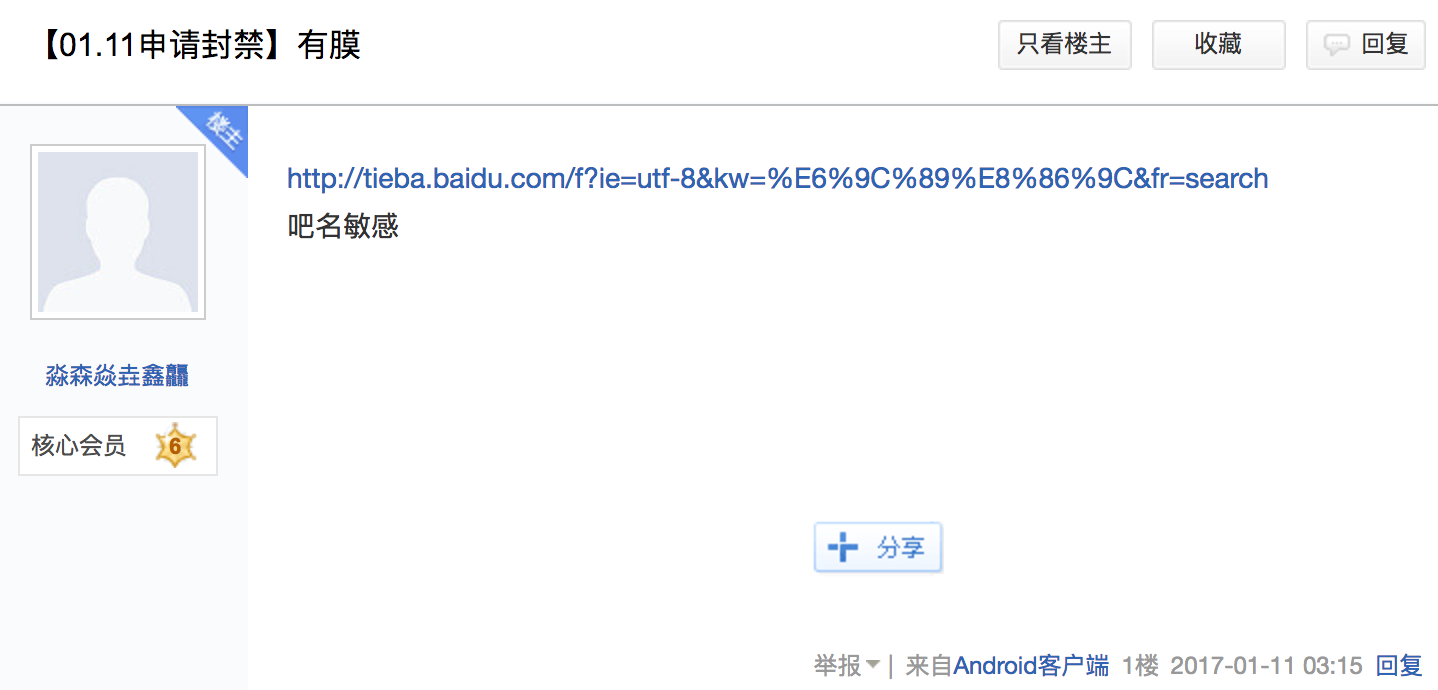 【01.11申请封禁】有膜
只看楼主
收藏
回复
楼主
http://tieba.baidu.com/f?ie=utf-8&kw=%E6%9C%89%E8%86%9C&fr=search
吧名敏感
淼森焱垚鑫龘
核心会员 6
分享
举报 | 来自Android客户端 1楼 2017-01-11 03:15 回复